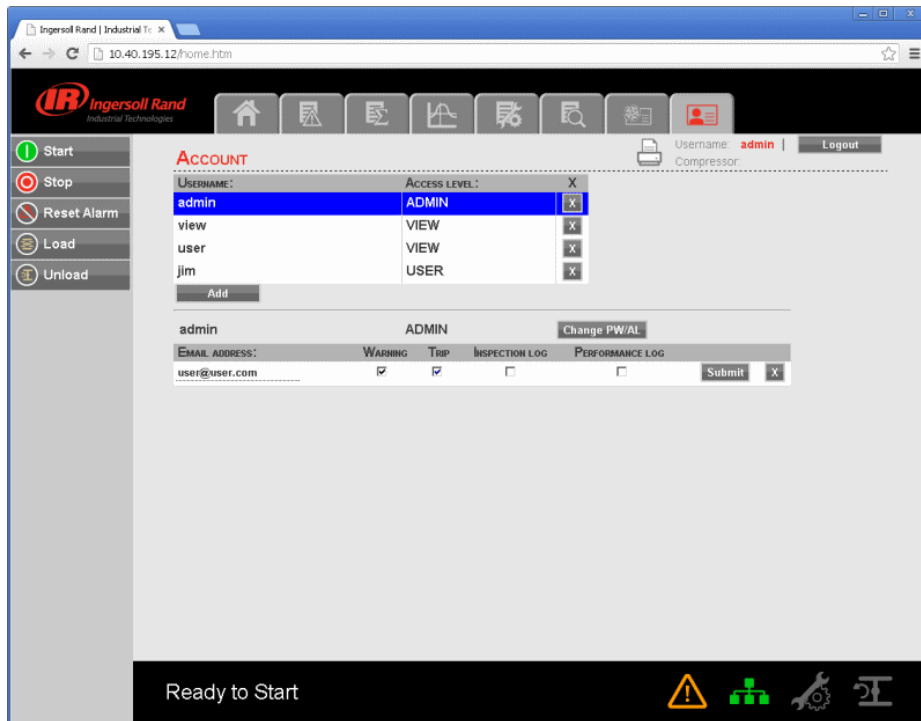 Ingersoll Rand | Industrial Te
10.40.195.12/home.htm
IR Ingersoll Rand
Industrial Technologies
Username: admin | Logout
Compressor:
Start
Stop
Reset Alarm
Load
Unload
ACCOUNT
USERNAME: ACCESS LEVEL: X
admin ADMIN X
view VIEW X
user VIEW X
jim USER X
Add
admin ADMIN Change PW/AL
EMAIL ADDRESS: WARNING TRIP INSPECTION LOG PERFORMANCE LOG
user@user.com Submit X
Ready to Start